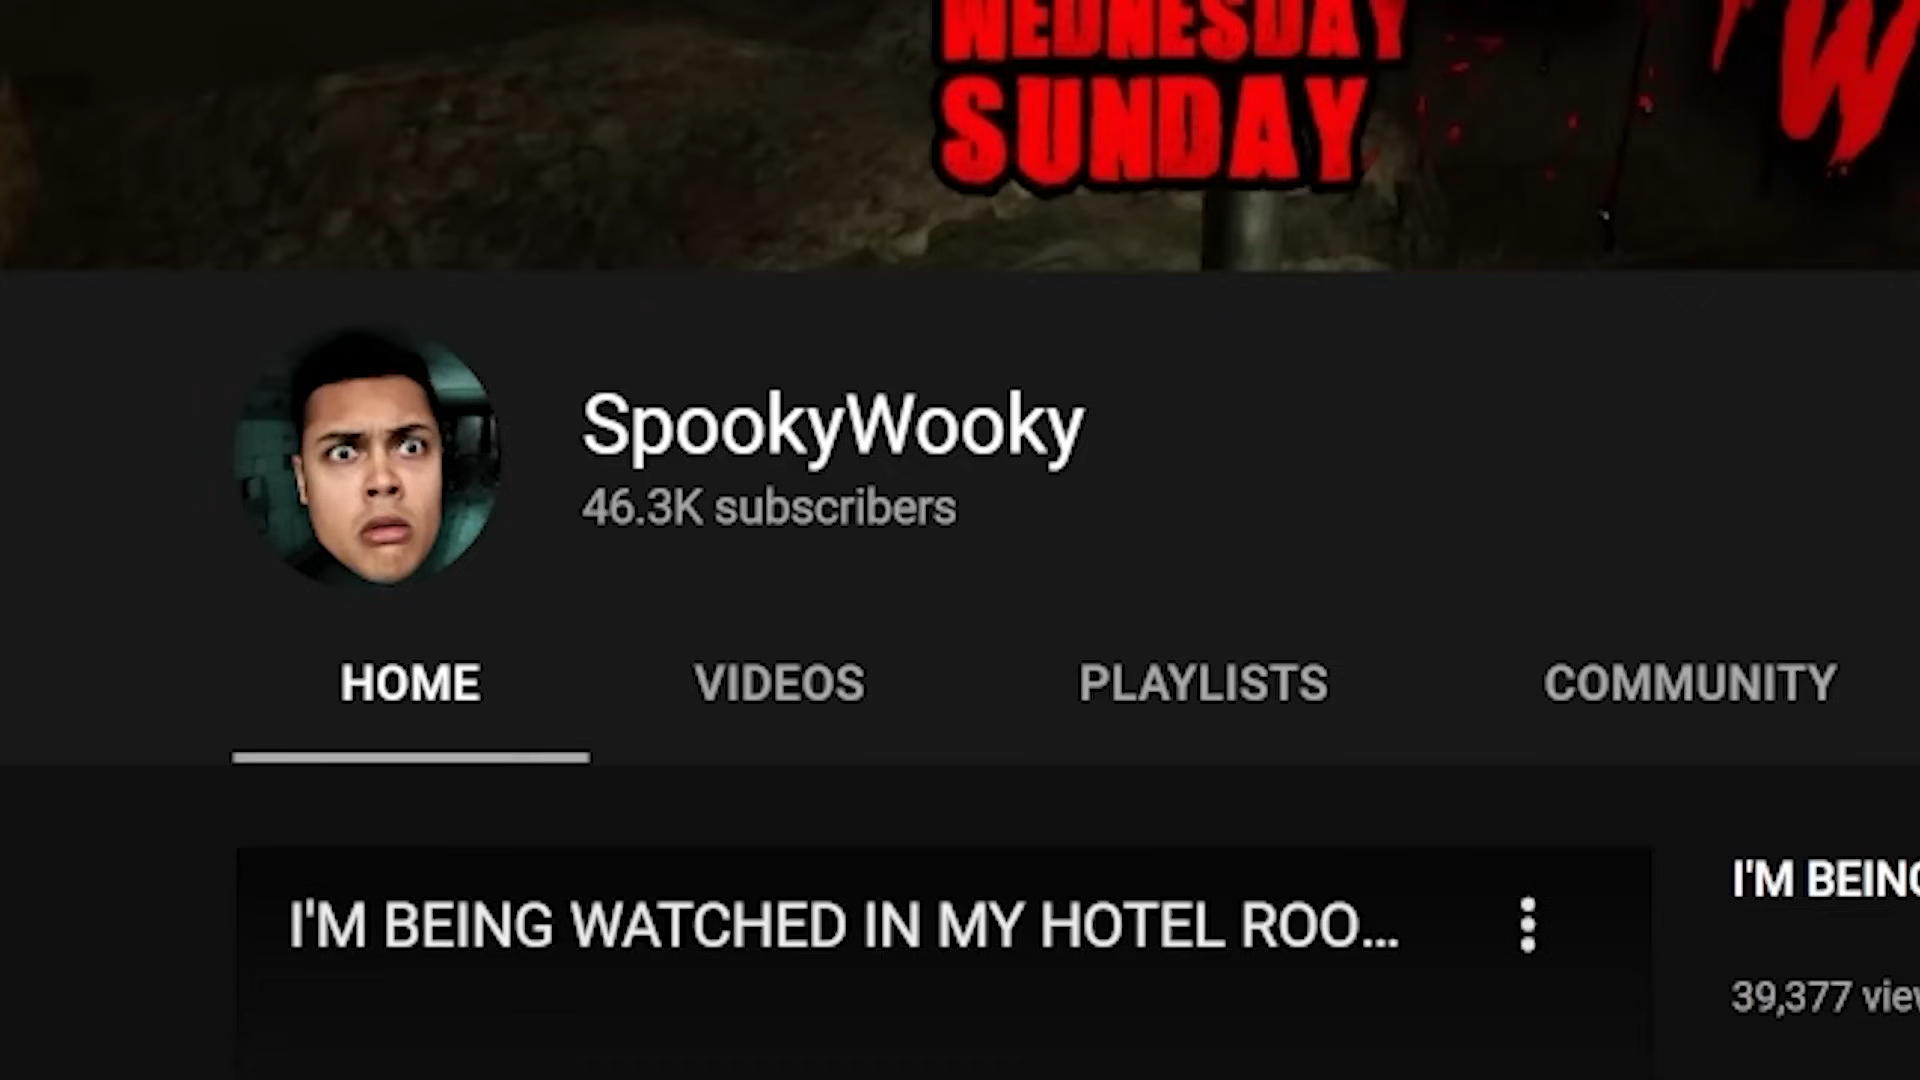 WEDNESDAY
SUNDAY
W
SpookyWooky
46.3K subscribers
HOME
VIDEOS
PLAYLISTS
COMMUNITY
I'M BEING WATCHED IN MY HOTEL ROO...
I'M BEING
39,377 view